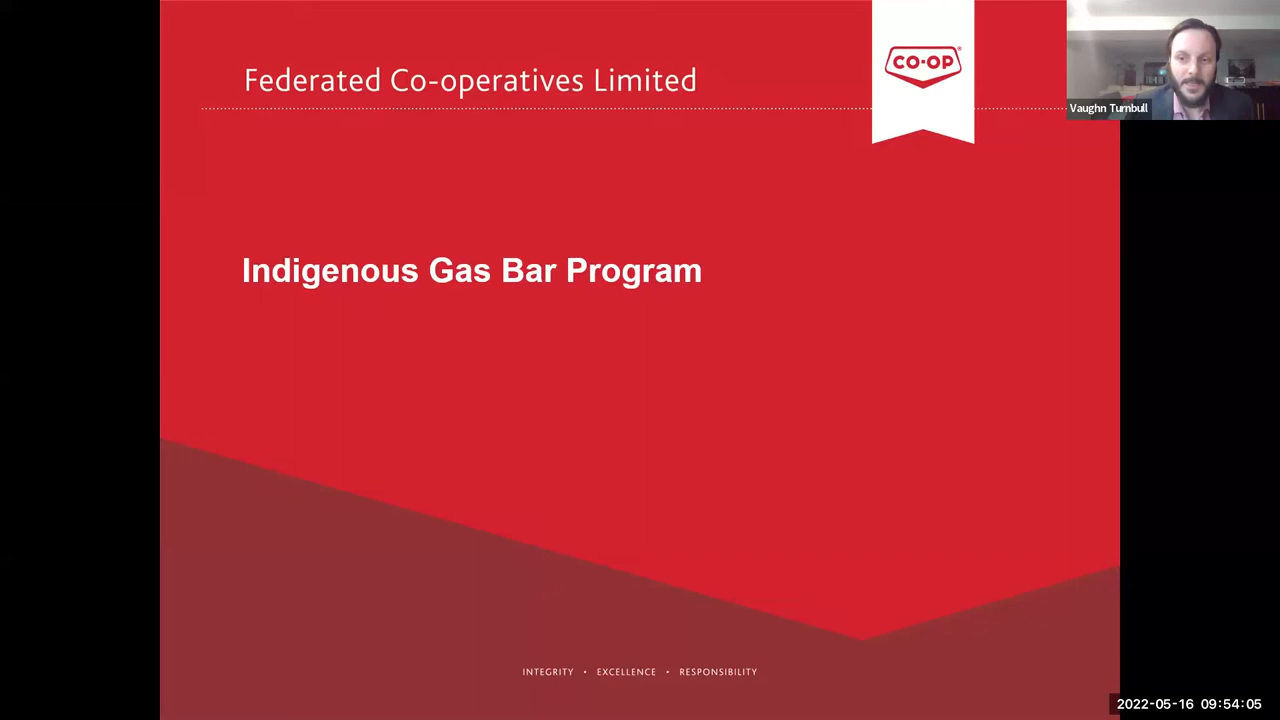 Federated Co-operatives Limited
CO-OP®
Vaughn Turnbull
Indigenous Gas Bar Program
INTEGRITY • EXCELLENCE • RESPONSIBILITY
2022-05-16 09:54:05